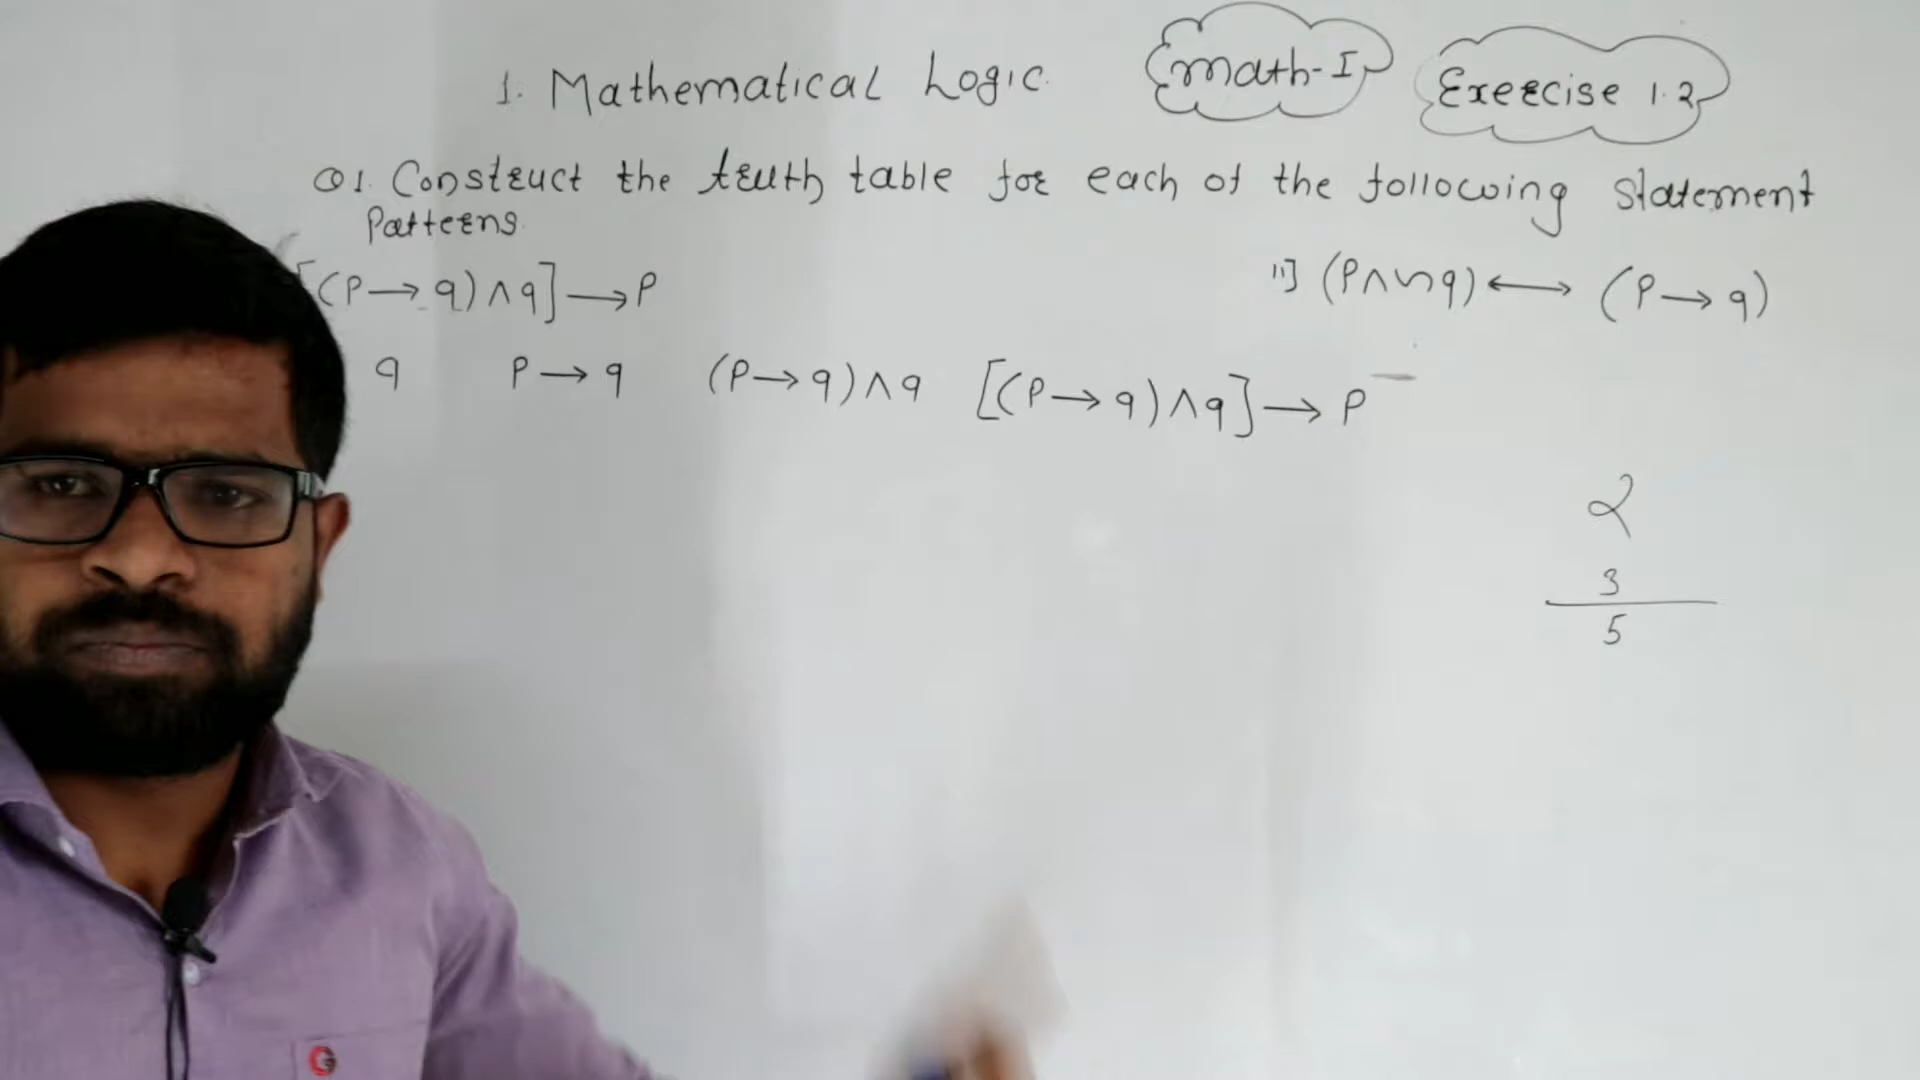 1. Mathematical Logic. Math-I Exercise 1.2
Q1. Construct the truth table for each of the following statement
Patterns.
[(P→q)∧q]→P ii] (P∧∼q)↔(P→q)
q P→q (P→q)∧q [(P→q)∧q]→P
2
3
5
G